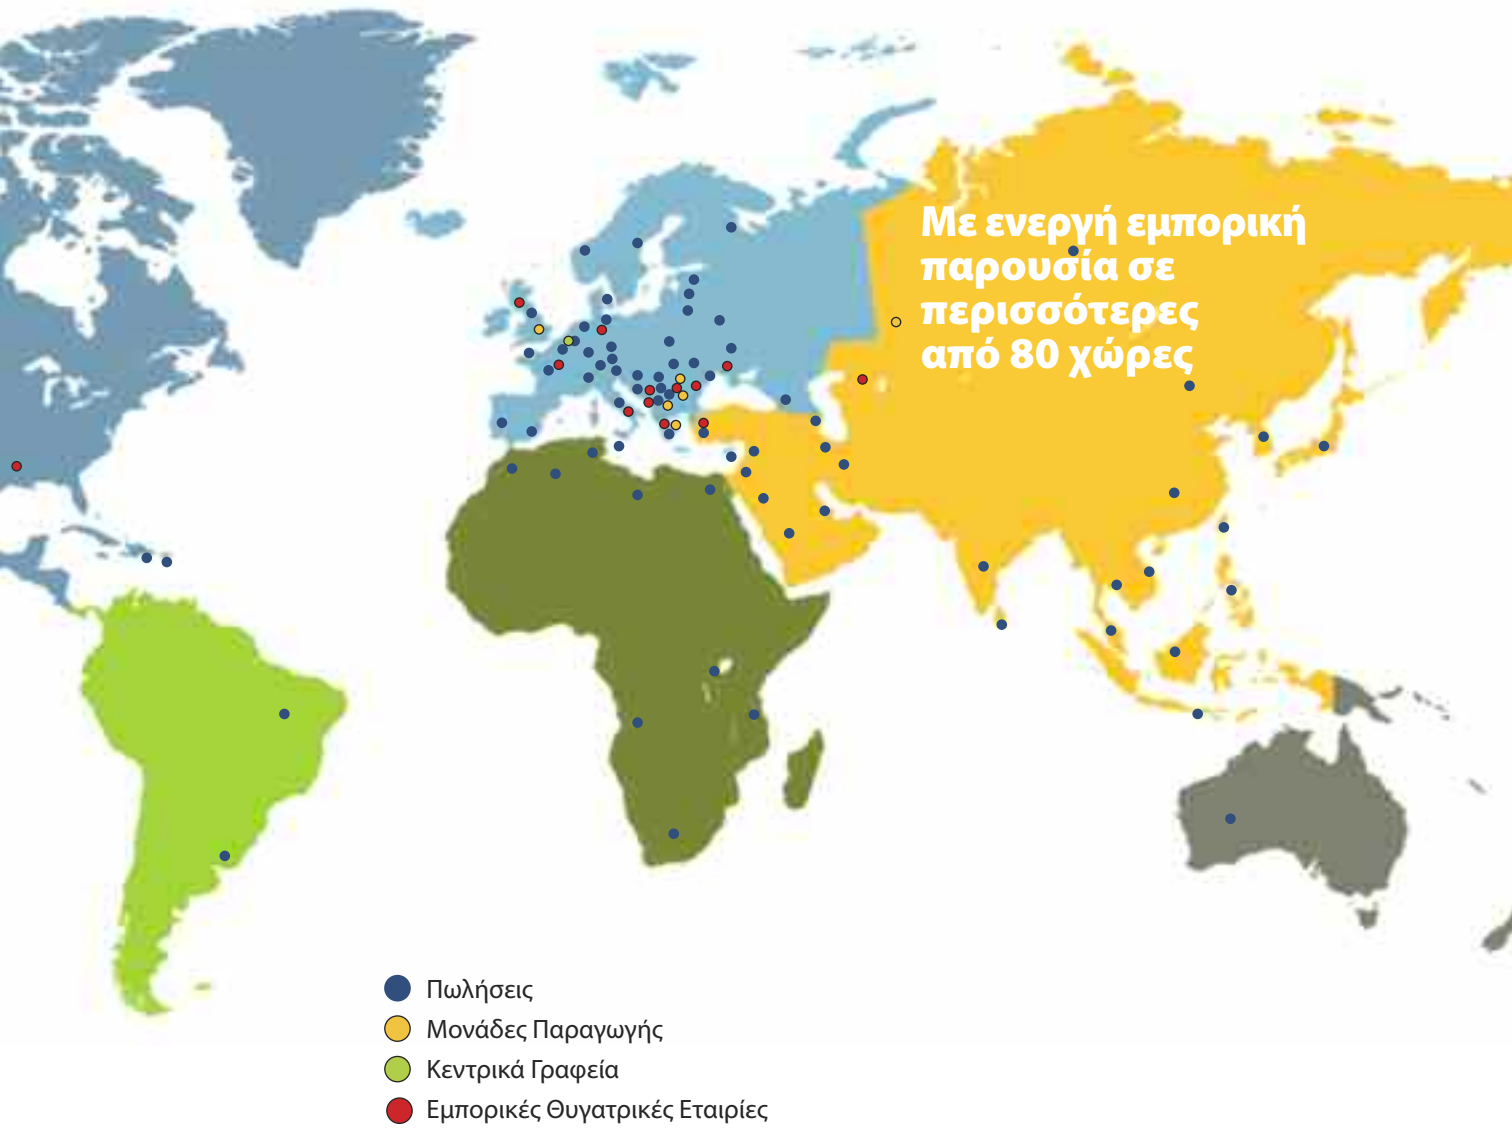 Με ενεργή εμπορική
παρουσία σε
περισσότερες
από 80 χώρες
Πωλήσεις
Μονάδες Παραγωγής
Κεντρικά Γραφεία
Εμπορικές Θυγατρικές Εταιρίες